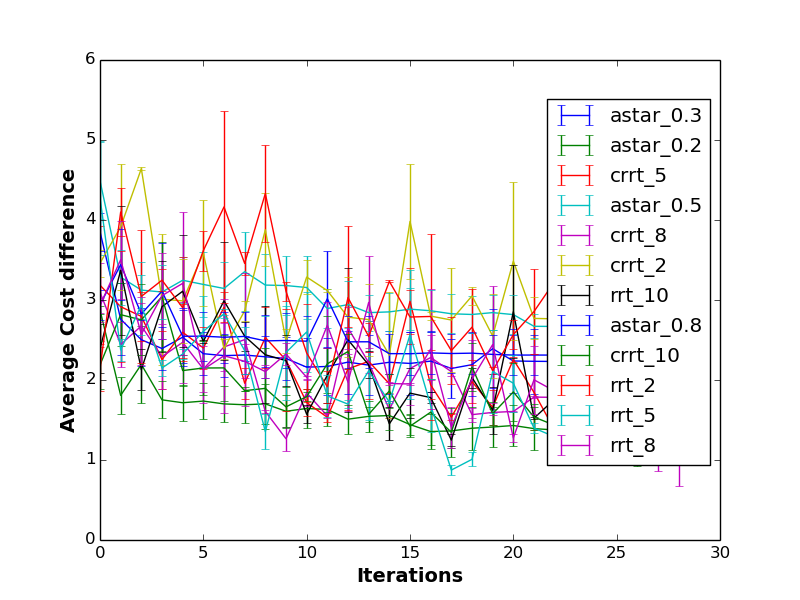 6
5
4
3
2
1
0
Average Cost difference
0 5 10 15 20 25 30
Iterations
astar_0.3
astar_0.2
crrt_5
astar_0.5
crrt_8
crrt_2
rrt_10
astar_0.8
crrt_10
rrt_2
rrt_5
rrt_8